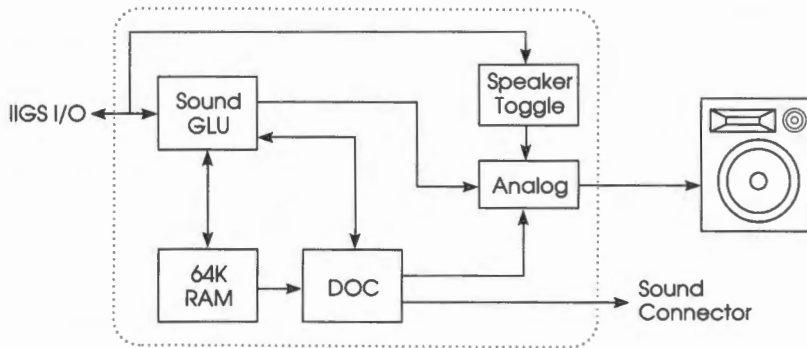 IIGS I/O
Sound
GLU
Speaker
Toggle
Analog
64K
RAM
DOC
Sound
Connector